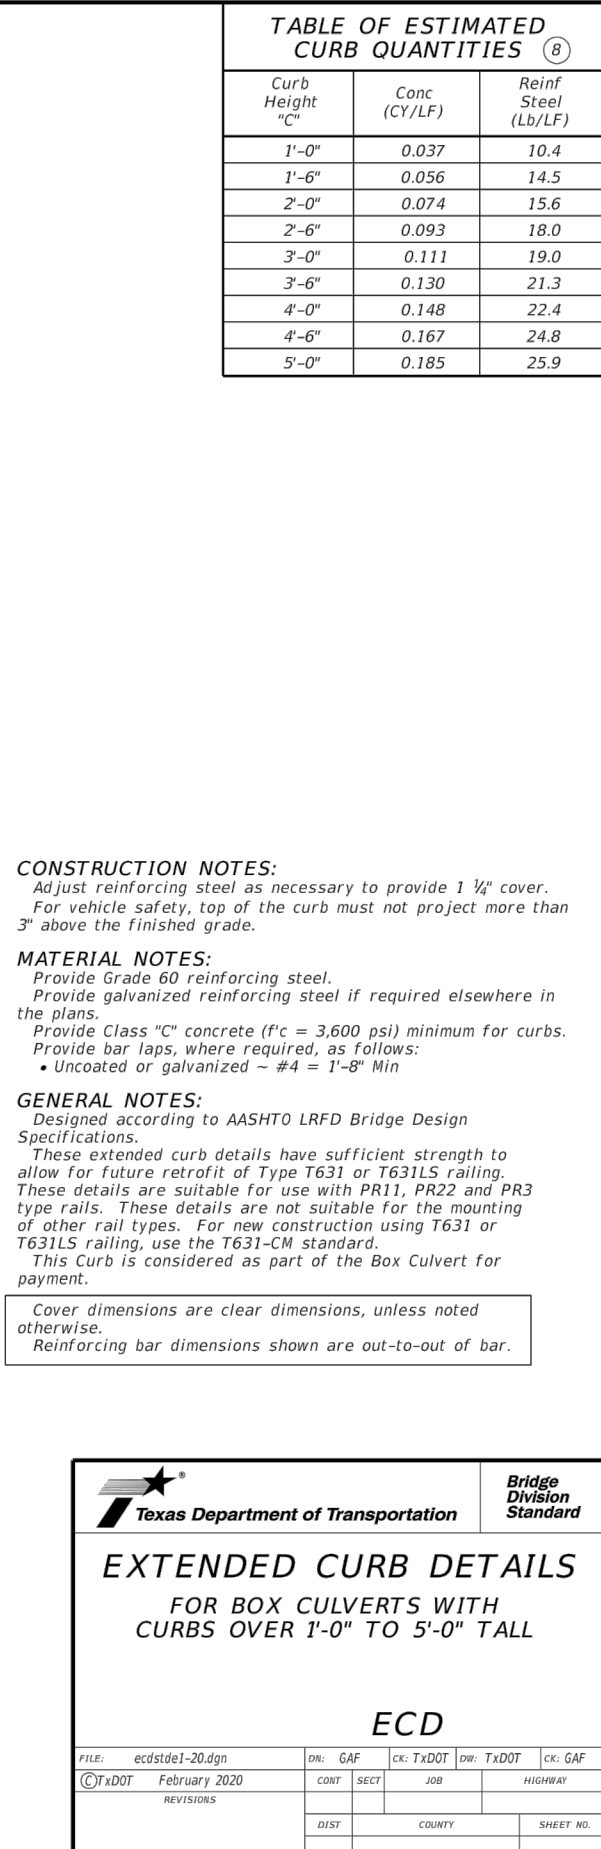 TABLE OF ESTIMATED
CURB QUANTITIES 8
Curb Height "C" Conc (CY/LF) Reinf Steel (Lb/LF)
1'-0" 0.037 10.4
1'-6" 0.056 14.5
2'-0" 0.074 15.6
2'-6" 0.093 18.0
3'-0" 0.111 19.0
3'-6" 0.130 21.3
4'-0" 0.148 22.4
4'-6" 0.167 24.8
5'-0" 0.185 25.9
CONSTRUCTION NOTES:
Adjust reinforcing steel as necessary to provide 1 ¼" cover.
For vehicle safety, top of the curb must not project more than
3" above the finished grade.
MATERIAL NOTES:
Provide Grade 60 reinforcing steel.
Provide galvanized reinforcing steel if required elsewhere in
the plans.
Provide Class "C" concrete (f'c = 3,600 psi) minimum for curbs.
Provide bar laps, where required, as follows:
• Uncoated or galvanized ~ #4 = 1'-8" Min
GENERAL NOTES:
Designed according to AASHTO LRFD Bridge Design
Specifications.
These extended curb details have sufficient strength to
allow for future retrofit of Type T631 or T631LS railing.
These details are suitable for use with PR11, PR22 and PR3
type rails. These details are not suitable for the mounting
of other rail types. For new construction using T631 or
T631LS railing, use the T631-CM standard.
This Curb is considered as part of the Box Culvert for
payment.
Cover dimensions are clear dimensions, unless noted
otherwise.
Reinforcing bar dimensions shown are out-to-out of bar.
®
Texas Department of Transportation
Bridge
Division
Standard
EXTENDED CURB DETAILS
FOR BOX CULVERTS WITH
CURBS OVER 1'-0" TO 5'-0" TALL
ECD
FILE: ecdstde1-20.dgn DN: GAF CK: TxDOT DW: TxDOT CK: GAF
©TxDOT February 2020 CONT SECT JOB HIGHWAY
REVISIONS
DIST COUNTY SHEET NO.